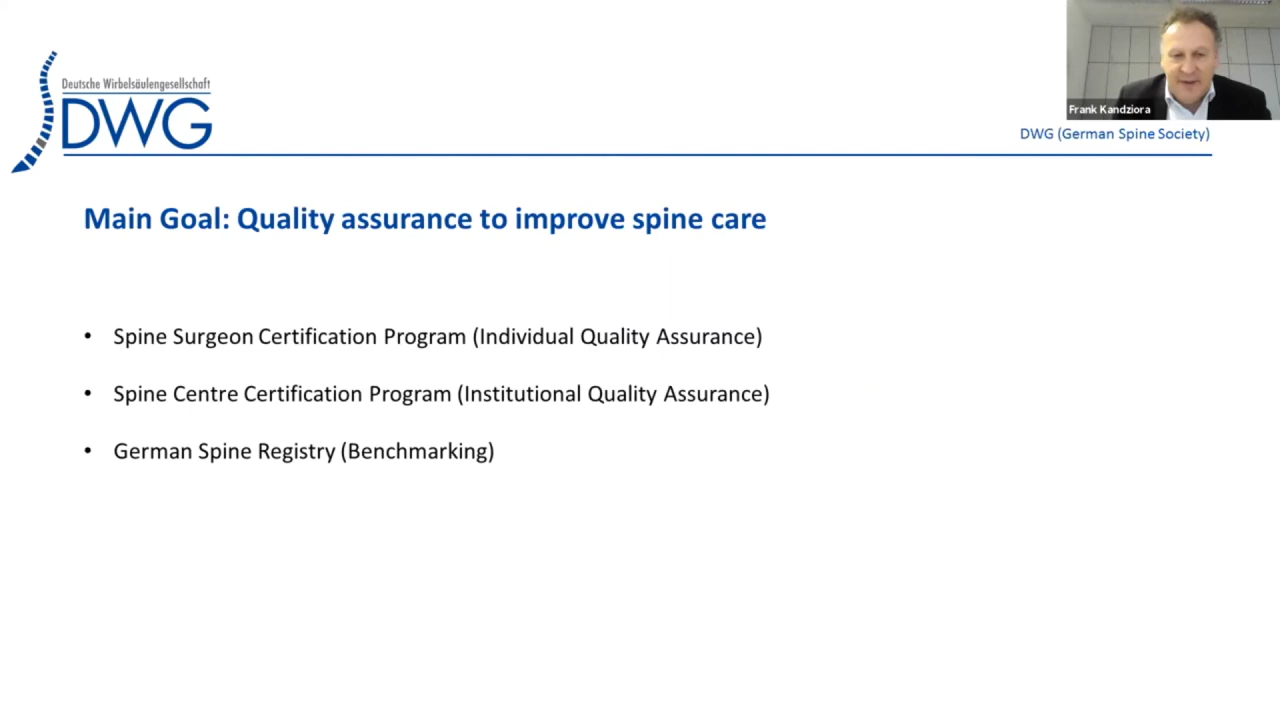 Deutsche Wirbelsäulengesellschaft
DWG
Frank Kandziora
DWG (German Spine Society)
Main Goal: Quality assurance to improve spine care
• Spine Surgeon Certification Program (Individual Quality Assurance)
• Spine Centre Certification Program (Institutional Quality Assurance)
• German Spine Registry (Benchmarking)